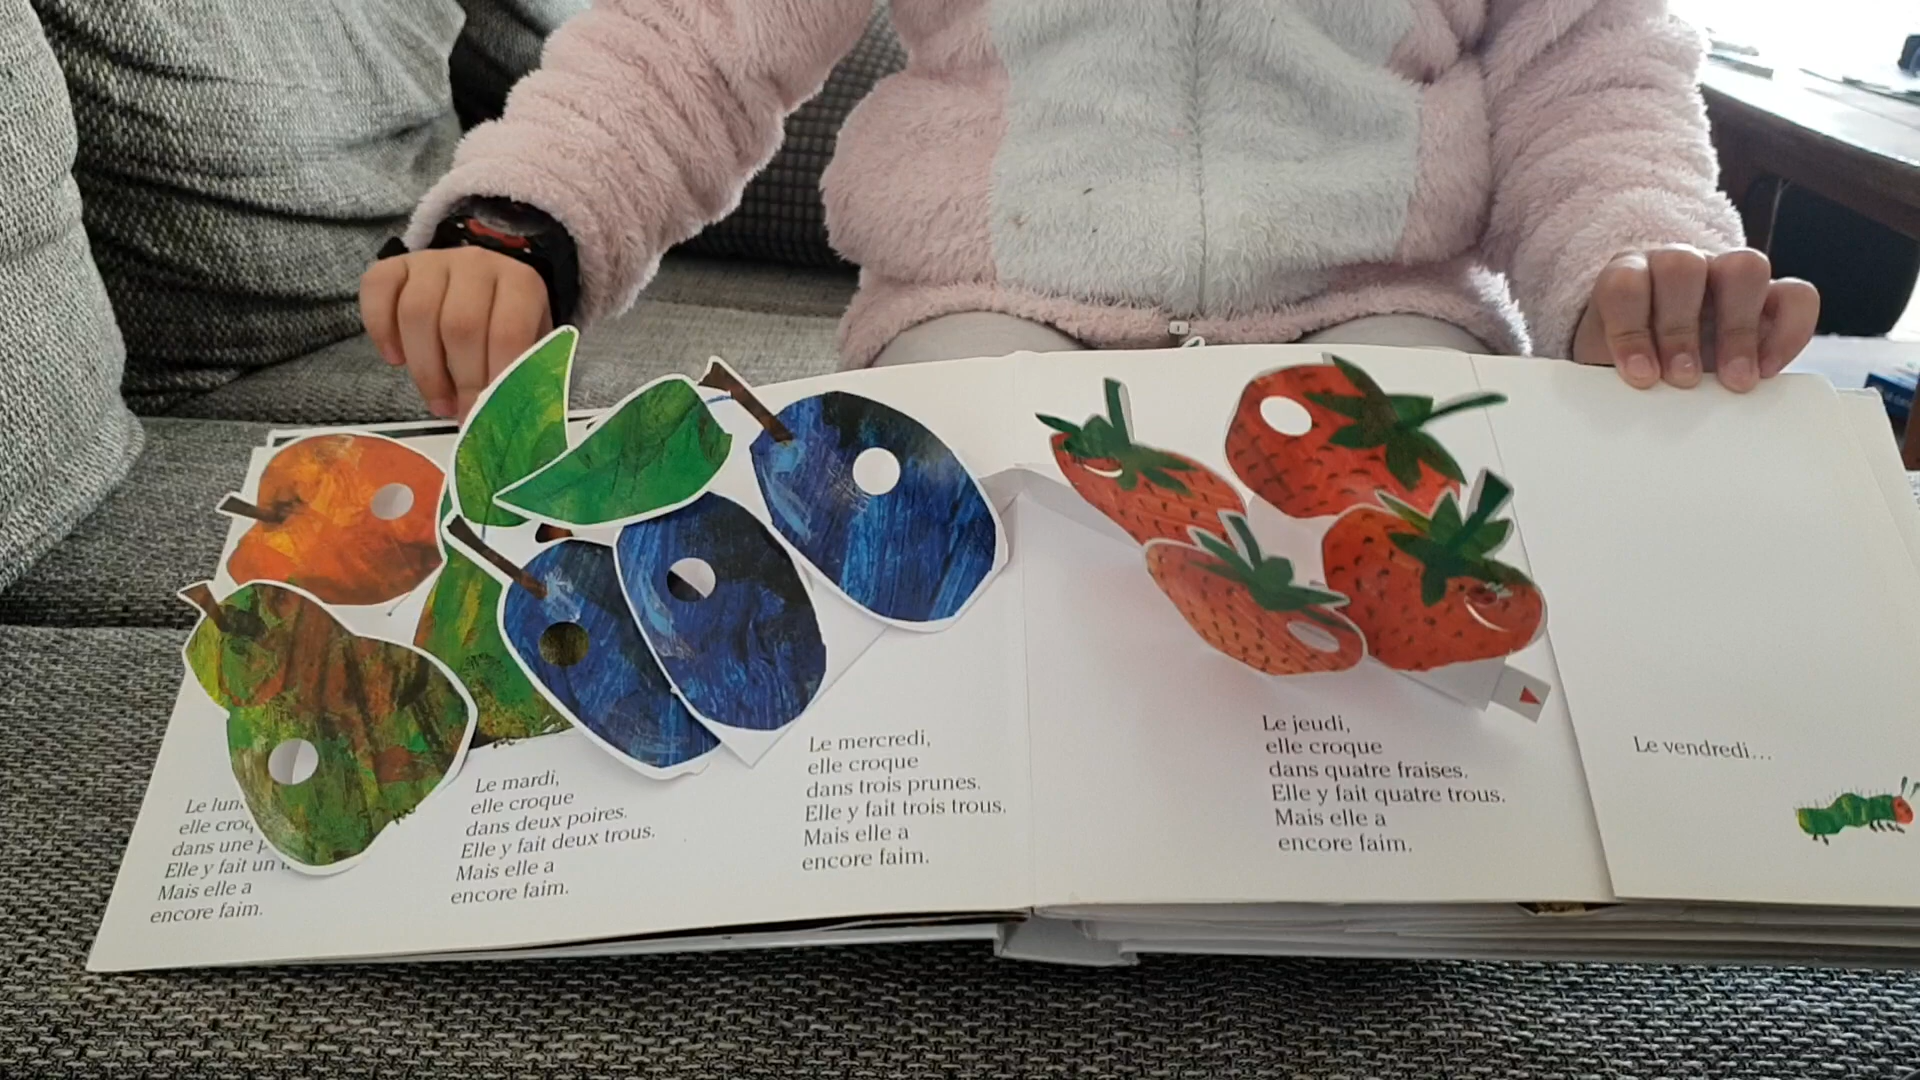 Le
elle
dans une
Elle y fait un
Mais elle a
encore faim.
Le mardi,
elle croque
dans deux poires.
Elle y fait deux trous.
Mais elle a
encore faim.
Le mercredi,
elle croque
dans trois prunes.
Elle y fait trois trous.
Mais elle a
encore faim.
Le jeudi,
elle croque
dans quatre fraises.
Elle y fait quatre trous.
Mais elle a
encore faim.
Le vendredi...